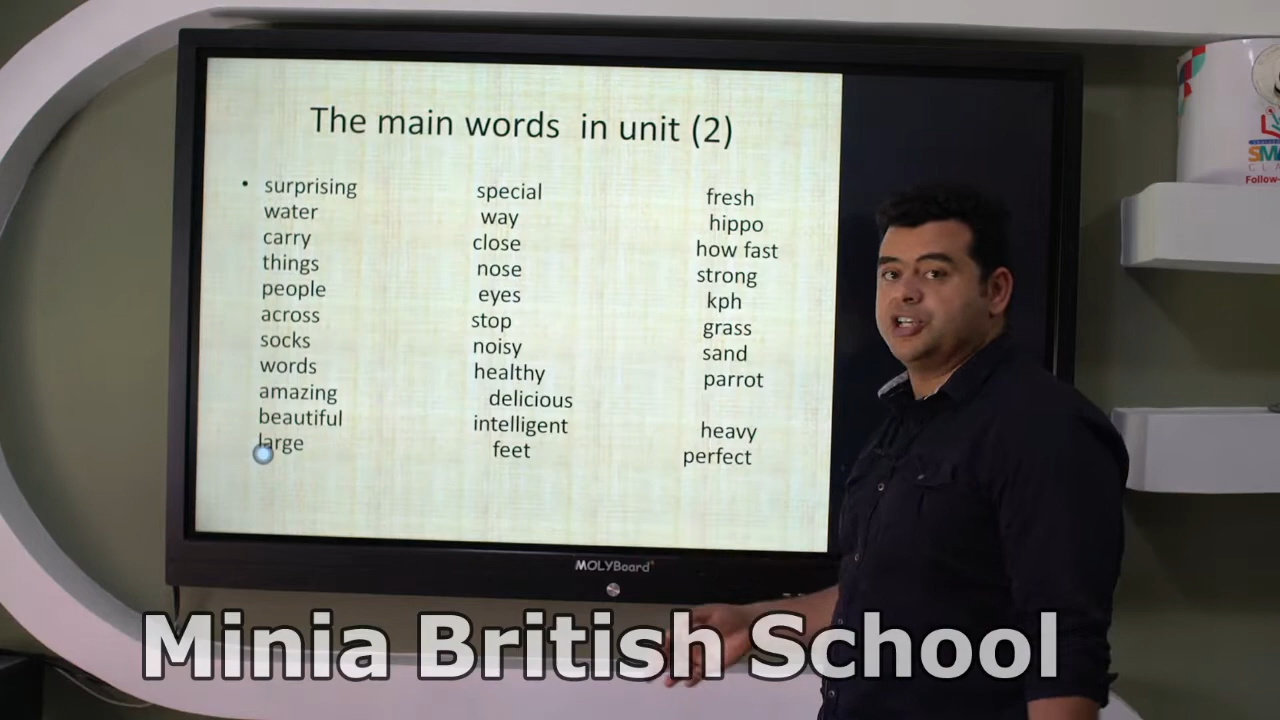 The main words in unit (2)
• surprising special fresh
water way hippo
carry close how fast
things nose strong
people eyes kph
across stop grass
socks noisy sand
words healthy parrot
amazing delicious
beautiful intelligent heavy
large feet perfect
MOLYBoard
Follow-
Minia British School